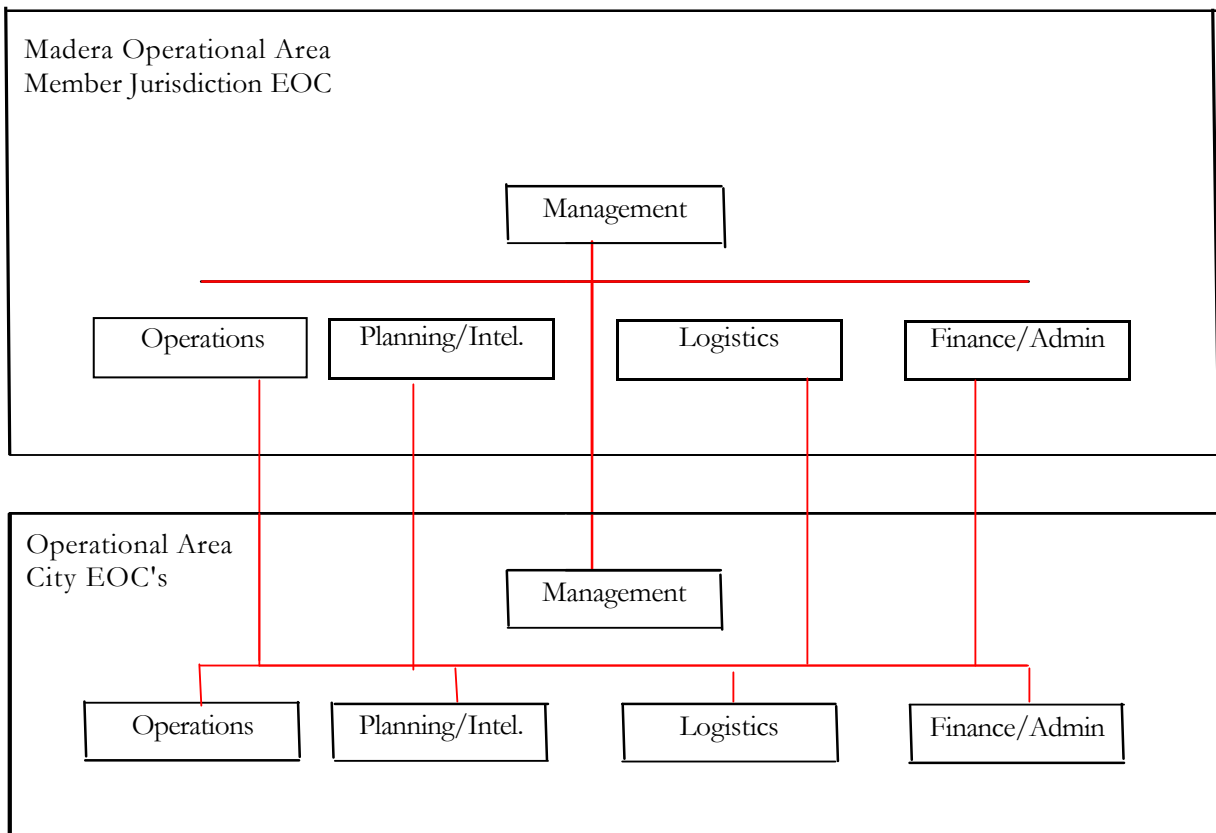 Madera Operational Area
Member Jurisdiction EOC
Management
Operations
Planning/Intel.
Logistics
Finance/Admin
Operational Area
City EOC's
Management
Operations
Planning/Intel.
Logistics
Finance/Admin